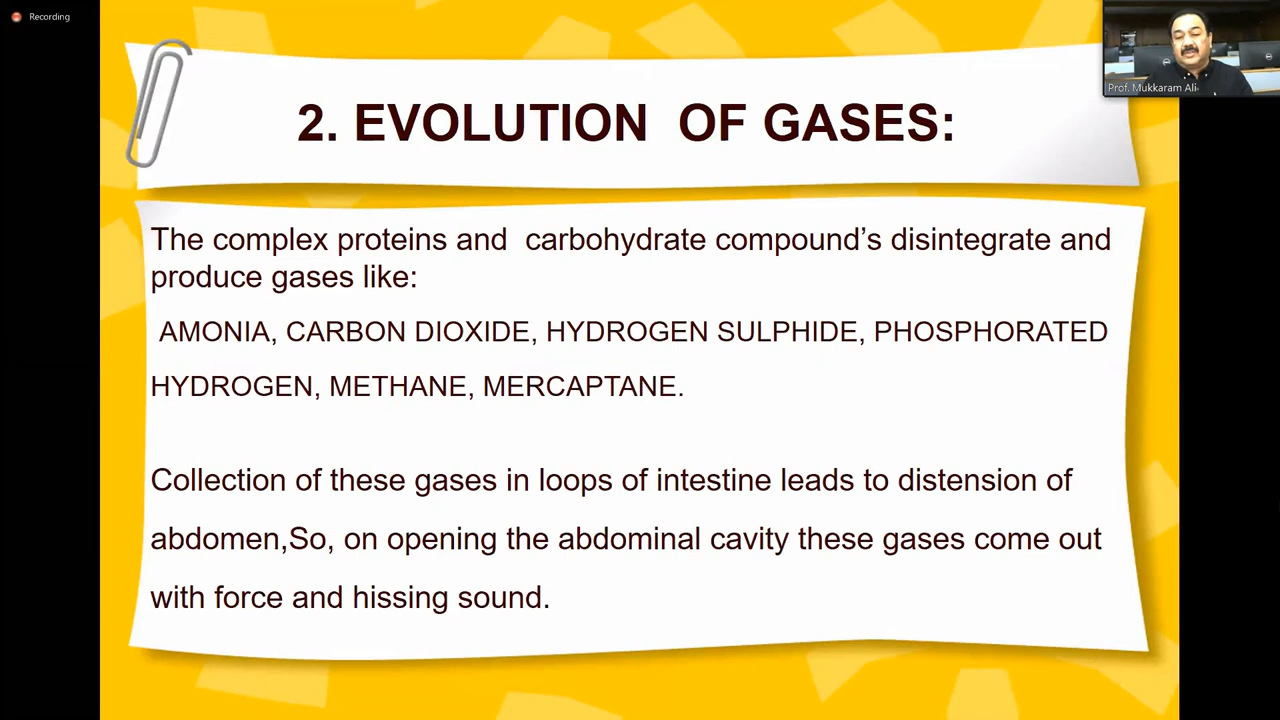 Recording
Prof. Mukkaram Ali
2. EVOLUTION OF GASES:
The complex proteins and carbohydrate compound’s disintegrate and
produce gases like:
AMONIA, CARBON DIOXIDE, HYDROGEN SULPHIDE, PHOSPHORATED
HYDROGEN, METHANE, MERCAPTANE.
Collection of these gases in loops of intestine leads to distension of
abdomen,So, on opening the abdominal cavity these gases come out
with force and hissing sound.